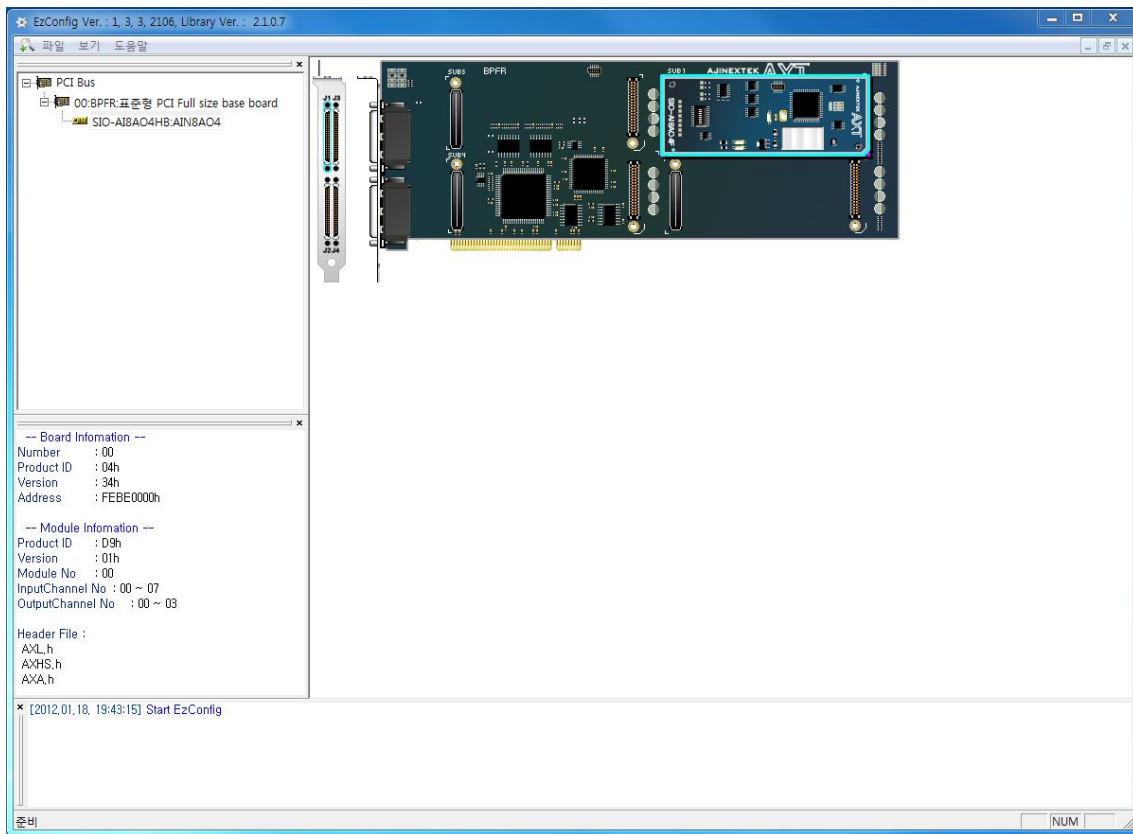 EzConfig Ver. : 1, 3, 3, 2106, Library Ver. : 2.1.0.7
파일 보기 도움말
PCI Bus
00:BPFR:표준형 PCI Full size base board
SIO-AI8AO4HB:AIN8AO4
J1 J3
J2 J4
SUB3
BPFR
SUB1
AJINEXTEK AXT
SUB4
SIO-AI8AO4F
AJINEXTEK
AXT
-- Board Infomation --
Number : 00
Product ID : 04h
Version : 34h
Address : FEBE0000h
-- Module Infomation --
Product ID : D9h
Version : 01h
Module No : 00
InputChannel No : 00 ~ 07
OutputChannel No : 00 ~ 03
Header File :
AXL.h
AXHS.h
AXA.h
[2012.01.18. 19:43:15] Start EzConfig
준비
NUM